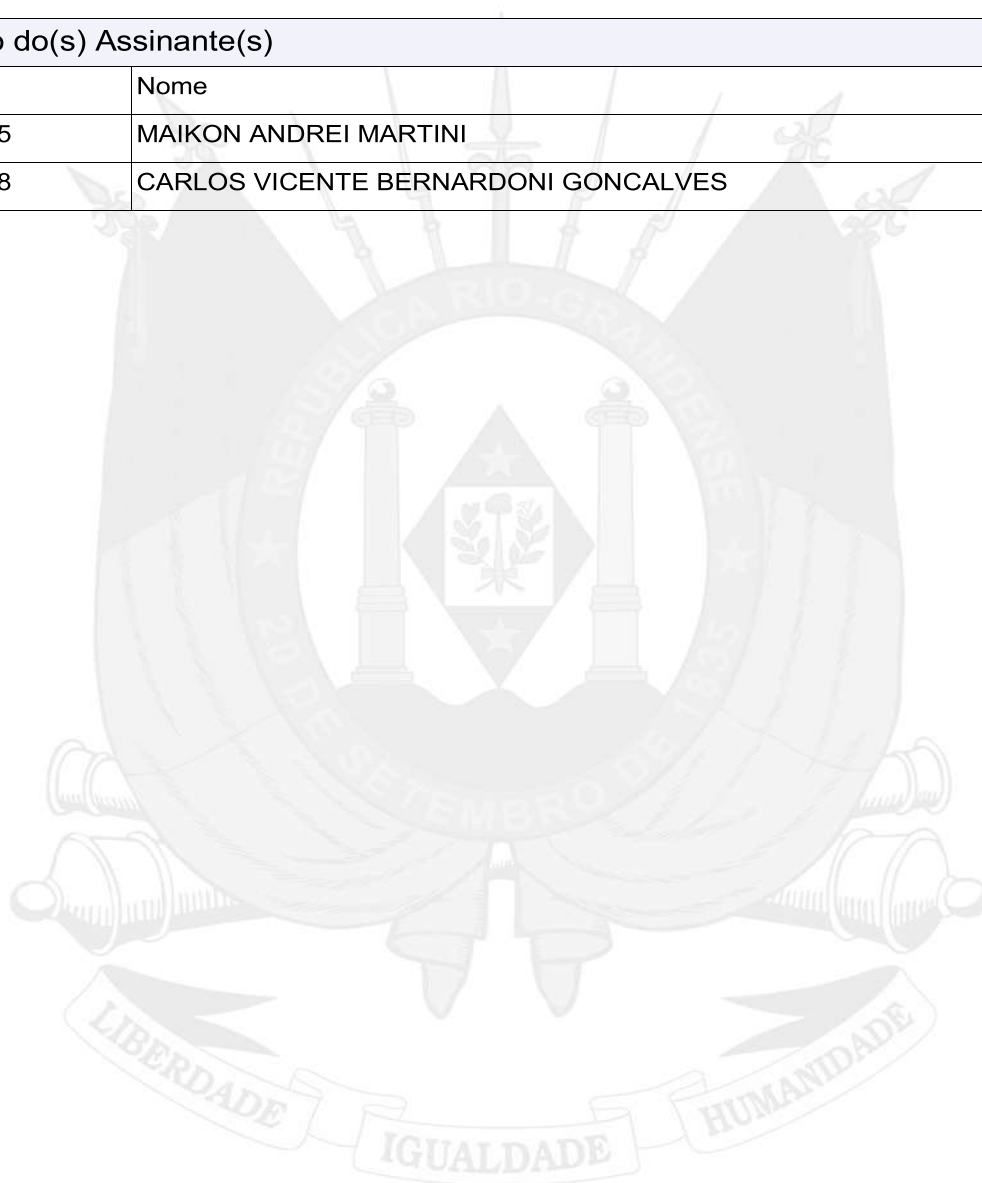 o do(s) Assinante(s)
Nome
5 MAIKON ANDREI MARTINI
8 CARLOS VICENTE BERNARDONI GONCALVES
REPÚBLICA RIO-GRANDENSE
20 DE SETEMBRO DE 1835
LIBERDADE
IGUALDADE
HUMANIDADE